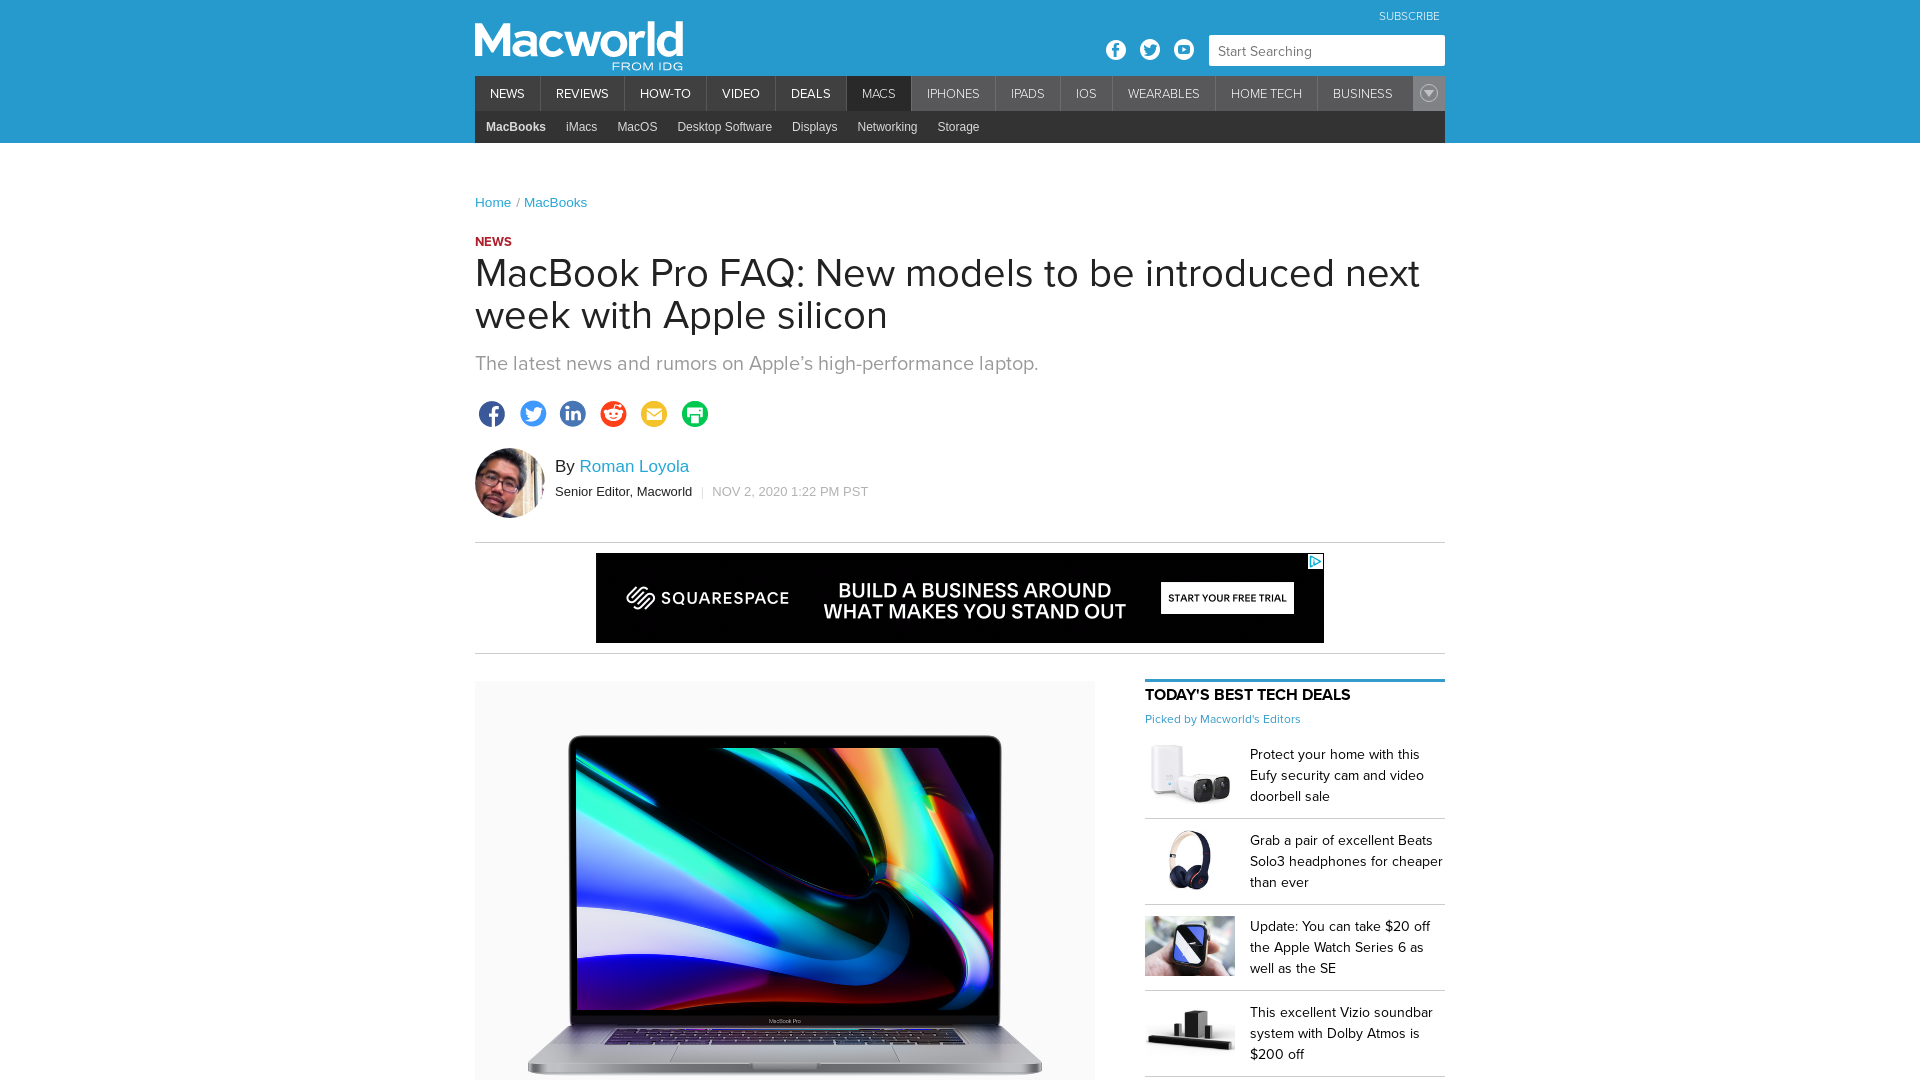 SUBSCRIBE
Macworld
FROM IDG
Start Searching
NEWS REVIEWS HOW-TO VIDEO DEALS MACS IPHONES IPADS IOS WEARABLES HOME TECH BUSINESS
MacBooks iMacs MacOS Desktop Software Displays Networking Storage
Home / MacBooks
NEWS
MacBook Pro FAQ: New models to be introduced next
week with Apple silicon
The latest news and rumors on Apple’s high-performance laptop.
By Roman Loyola
Senior Editor, Macworld | NOV 2, 2020 1:22 PM PST
SQUARESPACE
BUILD A BUSINESS AROUND
WHAT MAKES YOU STAND OUT
START YOUR FREE TRIAL
MacBook Pro
TODAY'S BEST TECH DEALS
Picked by Macworld's Editors
Protect your home with this
Eufy security cam and video
doorbell sale
Grab a pair of excellent Beats
Solo3 headphones for cheaper
than ever
Update: You can take $20 off
the Apple Watch Series 6 as
well as the SE
This excellent Vizio soundbar
system with Dolby Atmos is
$200 off